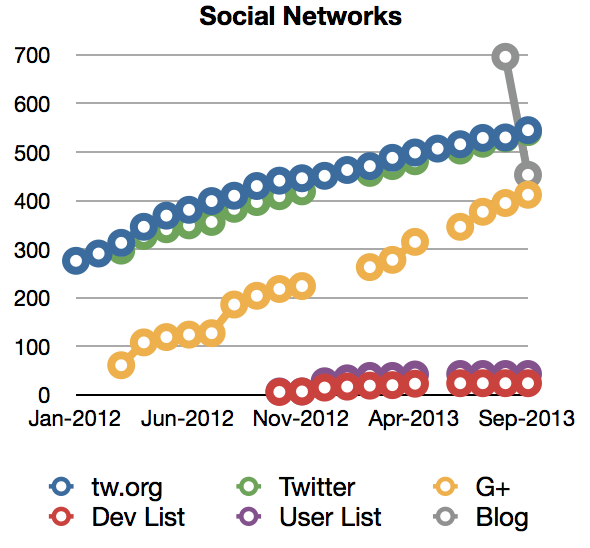 Social Networks
700
600
500
400
300
200
100
0
Jan-2012 Jun-2012 Nov-2012 Apr-2013 Sep-2013
tw.org Twitter G+
Dev List User List Blog